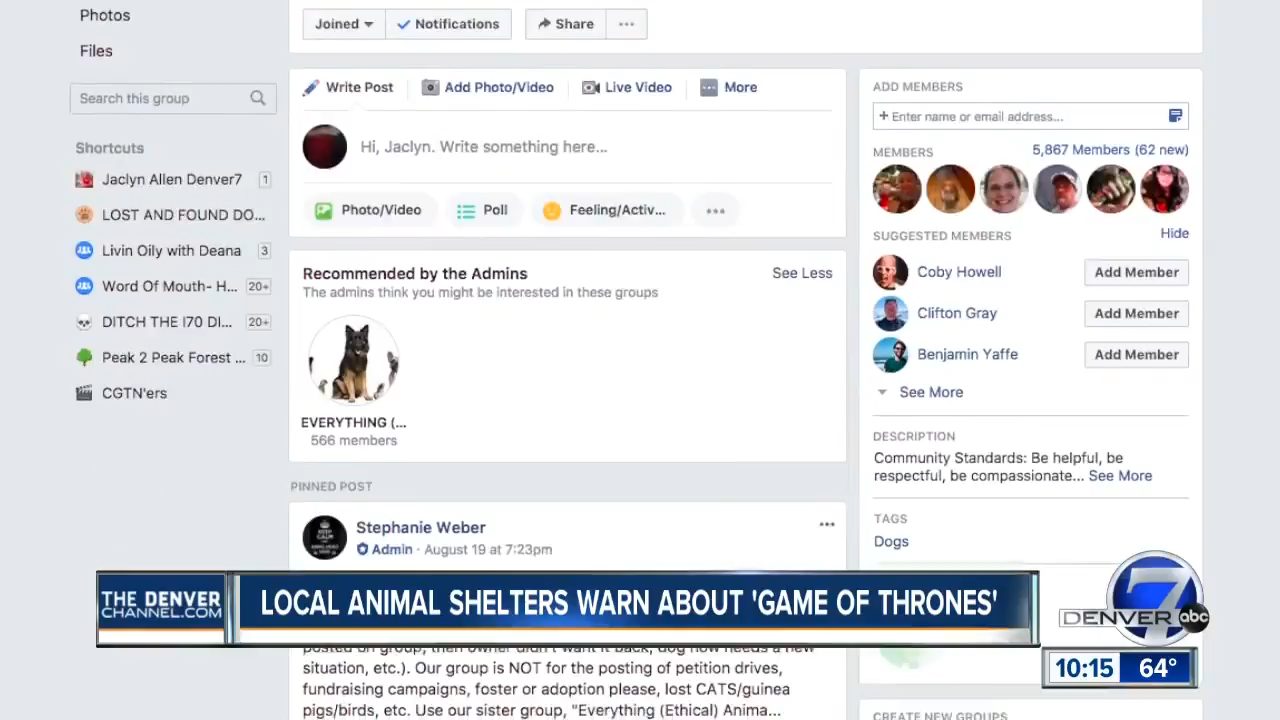 Photos
Files
Search this group
Shortcuts
Jaclyn Allen Denver7 1
LOST AND FOUND DO...
Livin Oily with Deana 3
Word Of Mouth- H... 20+
DITCH THE I70 DI... 20+
Peak 2 Peak Forest ... 10
CGTN'ers
Joined Notifications Share ...
Write Post Add Photo/Video Live Video More
Hi, Jaclyn. Write something here...
Photo/Video Poll Feeling/Activ... ...
Recommended by the Admins See Less
The admins think you might be interested in these groups
EVERYTHING (...
566 members
PINNED POST
Stephanie Weber ...
Admin · August 19 at 7:23pm
posted on group, then owner didn't want it back, dog now needs a new
situation, etc.). Our group is NOT for the posting of petition drives,
fundraising campaigns, foster or adoption please, lost CATS/guinea
pigs/birds, etc. Use our sister group, "Everything (Ethical) Anima...
ADD MEMBERS
+ Enter name or email address...
MEMBERS 5,867 Members (62 new)
SUGGESTED MEMBERS Hide
Coby Howell Add Member
Clifton Gray Add Member
Benjamin Yaffe Add Member
See More
DESCRIPTION
Community Standards: Be helpful, be
respectful, be compassionate... See More
TAGS
Dogs
CREATE NEW GROUPS
THE DENVER
CHANNEL.COM
LOCAL ANIMAL SHELTERS WARN ABOUT 'GAME OF THRONES'
DENVER 7 abc
10:15 64°